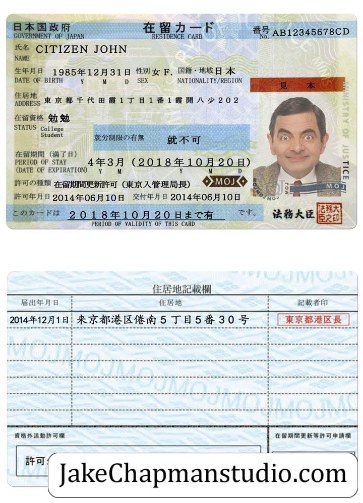 日本国政府 在留カード 番号 AB12345678CD
GOVERNMENT OF JAPAN RESIDENCE CARD NO.
氏名 CITIZEN JOHN
NAME
生年月日 1985年12月31日 性別 女 F. 国籍・地域 日本
DATE OF BIRTH SEX NATIONALITY/REGION
見本
住居地
ADDRESS 東京都千代田霞1丁目1番1霞開八少202
在留資格 勉勉
STATUS College
Student
就労制限の有無 就不可
在留期間(満了日) 4年3月(2018年10月20日)
PERIOD OF STAY
(DATE OF EXPIRATION) YY MM
MINISTRY OF JUSTICE
許可の種類 在留期間更新許可(東京入管理局長)
MOJ
許可年月日 2014年06月10日 交付年月日 2014年06月10日
このカードは 2018年10月20日まで有
PERIOD OF VALIDITY OF THIS CARD
法務大臣
住居地記載欄
届出年月日 住居地 記載者印
2014年12月1日 東京都港区倦南5丁目5番30号 東京都港区長
MOJMOJMOJ
資格外活動許可欄 在留期間更新等許可申請欄
許可
JakeChapmanstudio.com